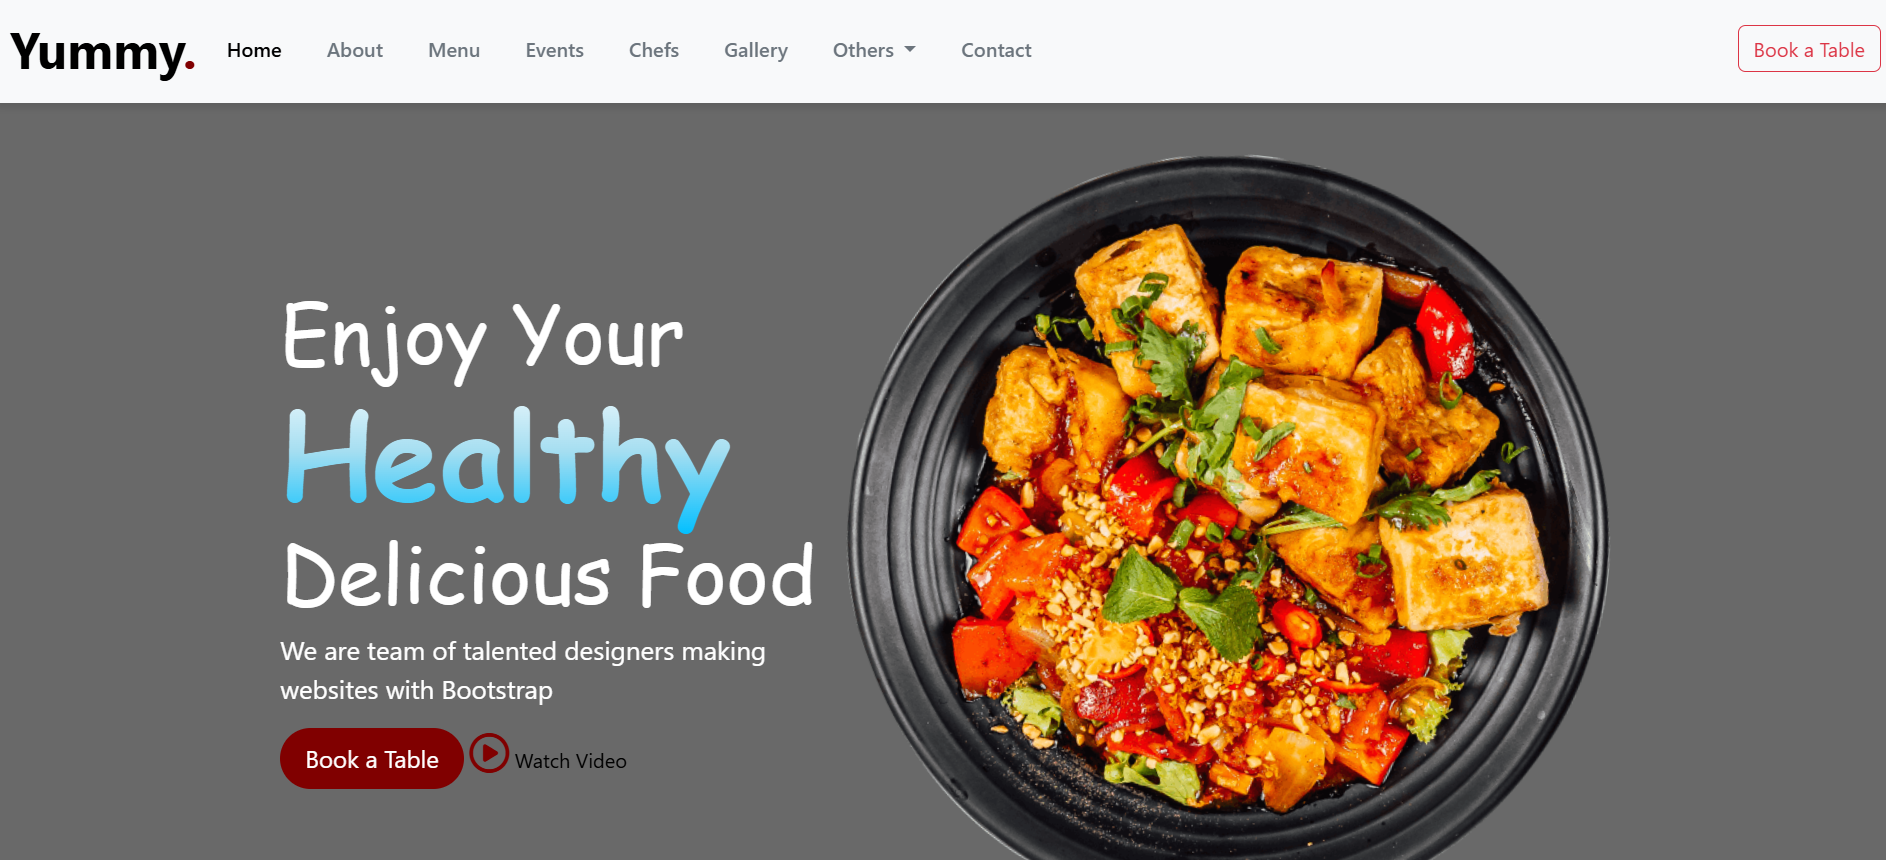 Yummy.
Home About Menu Events Chefs Gallery Others Contact
Book a Table
Enjoy Your
Healthy
Delicious Food
We are team of talented designers making
websites with Bootstrap
Book a Table
Watch Video